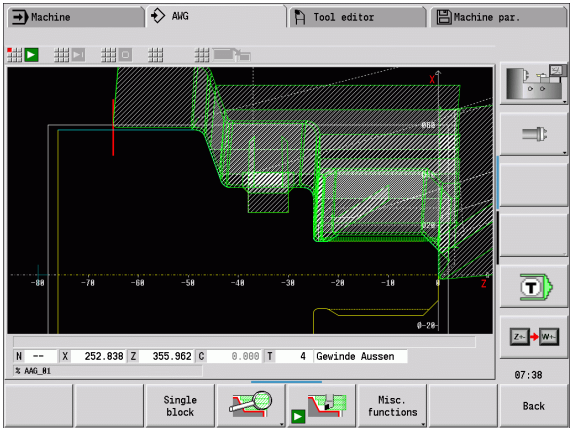 Machine
AWG
Tool editor
Machine par.
X
Ø60
Ø40
Ø20
-80 -70 -60 -50 -40 -30 -20 -10 0
Z
Ø-20
T
Z+- W+-
N -- X 252.838 Z 355.962 C 0.000 T 4 Gewinde Aussen
% AAG_01
07:38
Single block
Misc. functions
Back